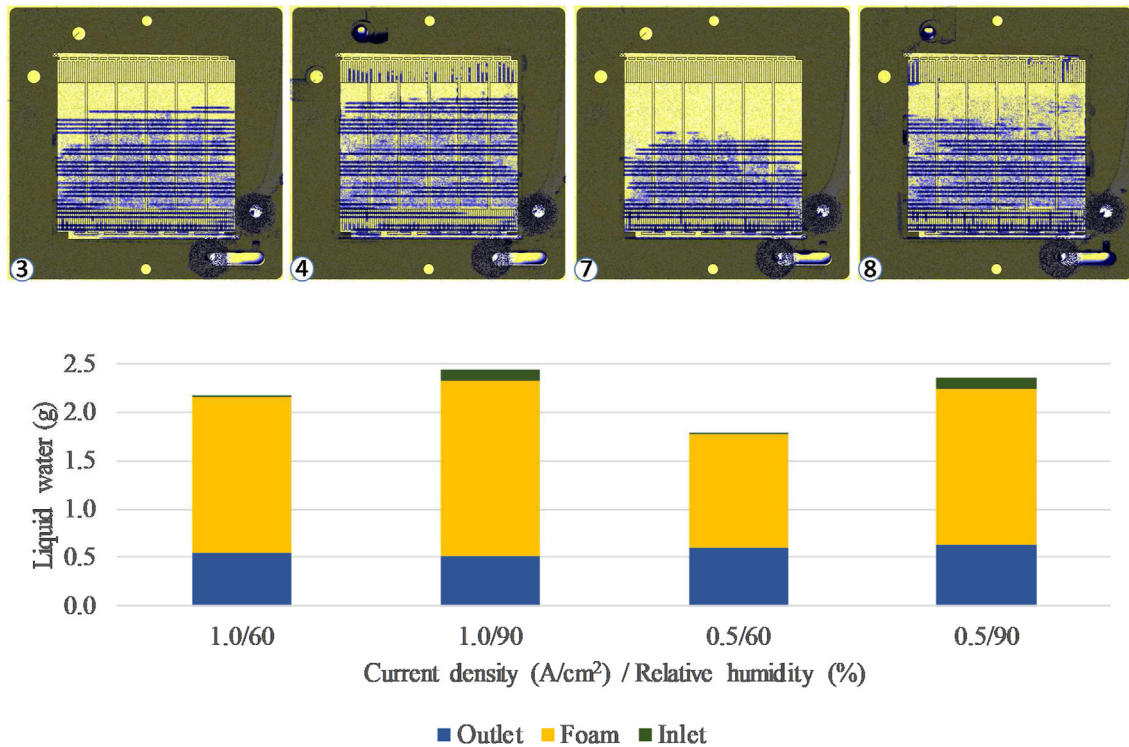 3 4 7 8
2.5
2.0
1.5
1.0
0.5
0.0
Liquid water (g)
1.0/60 1.0/90 0.5/60 0.5/90
Current density (A/cm²) / Relative humidity (%)
Outlet Foam Inlet